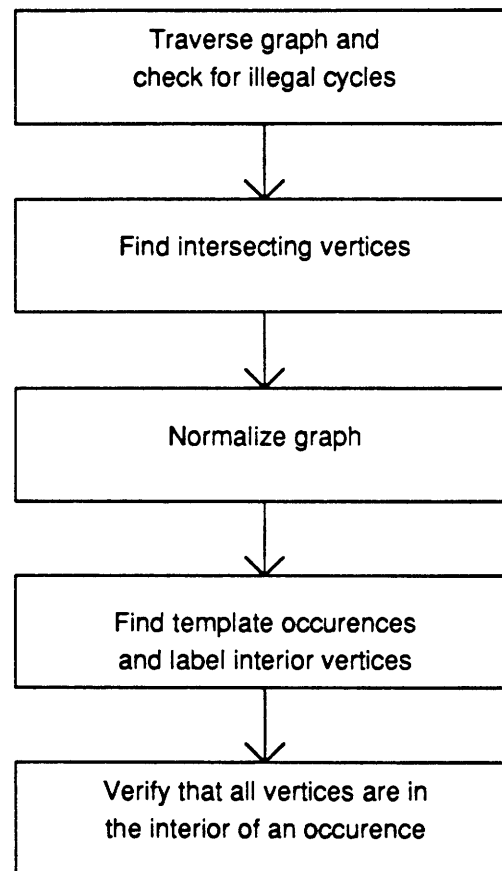 Traverse graph and
check for illegal cycles
Find intersecting vertices
Normalize graph
Find template occurences
and label interior vertices
Verify that all vertices are in
the interior of an occurence